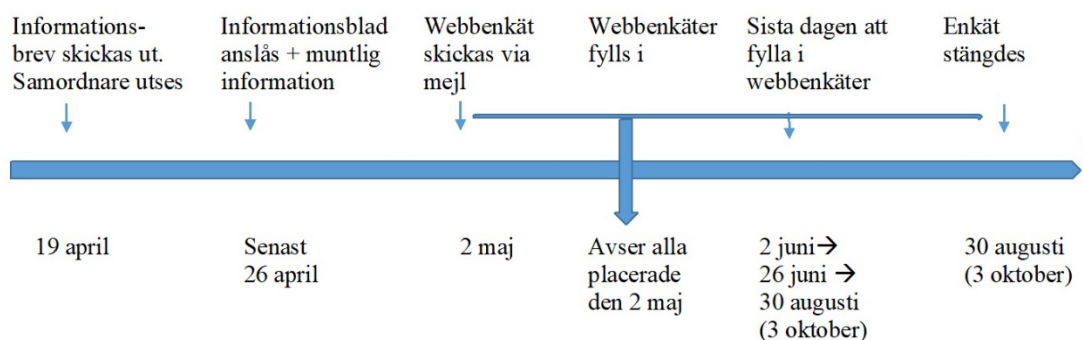 Informations-
brev skickas ut.
Samordnare utses
Informationsblad
anslås + muntlig
information
Webbenkät
skickas via
mejl
Webbenkäter
fylls i
Sista dagen att
fylla i
webbenkäter
Enkät
stängdes
19 april
Senast
26 april
2 maj
Avser alla
placerade
den 2 maj
2 juni→
26 juni →
30 augusti
(3 oktober)
30 augusti
(3 oktober)